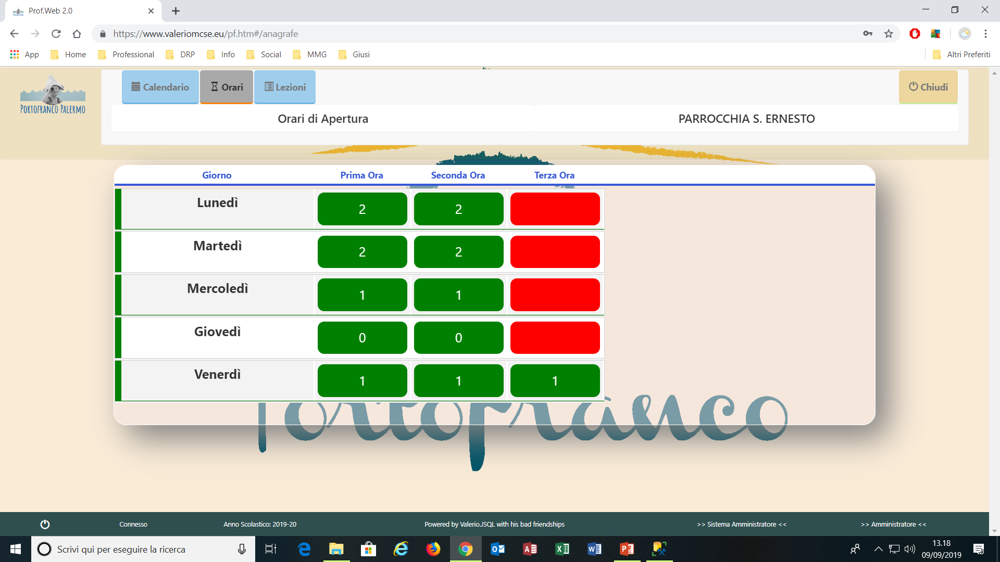 Prof.Web 2.0
https://www.valeriomcse.eu/pf.htm#/anagrafe
App Home Professional DRP Info Social MMG Giusi Altri Preferiti
PORTOFRANCO PALERMO
Calendario Orari Lezioni Chiudi
Orari di Apertura PARROCCHIA S. ERNESTO
Giorno Prima Ora Seconda Ora Terza Ora
Lunedì 2 2
Martedì 2 2
Mercoledì 1 1
Giovedì 0 0
Venerdì 1 1 1
Portofranco
Connesso Anno Scolastico: 2019-20 Powered by ValerioJSQL with his bad friendships >> Sistema Amministratore << >> Amministratore <<
Scrivi qui per eseguire la ricerca
13.18
09/09/2019